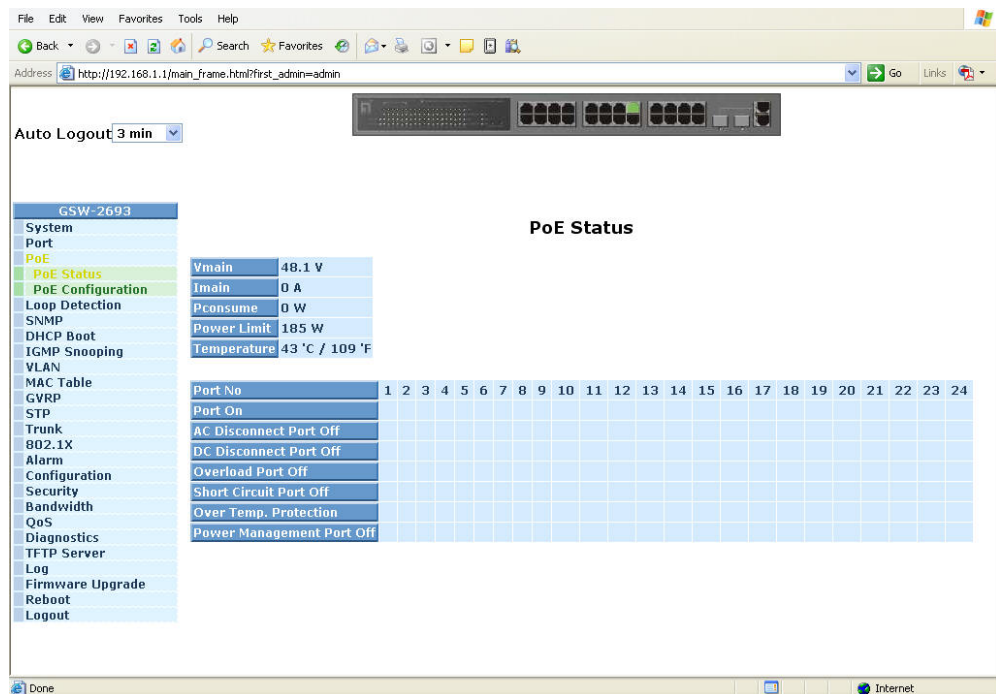 File Edit View Favorites Tools Help
Back Search Favorites
Address http://192.168.1.1/main_frame.html?first_admin=admin Go Links
Auto Logout 3 min
GSW-2693
System
Port
PoE
PoE Status
PoE Configuration
Loop Detection
SNMP
DHCP Boot
IGMP Snooping
VLAN
MAC Table
GVRP
STP
Trunk
802.1X
Alarm
Configuration
Security
Bandwidth
QoS
Diagnostics
TFTP Server
Log
Firmware Upgrade
Reboot
Logout
PoE Status
Vmain 48.1 V
Imain 0 A
Pconsume 0 W
Power Limit 185 W
Temperature 43 'C / 109 'F
Port No 1 2 3 4 5 6 7 8 9 10 11 12 13 14 15 16 17 18 19 20 21 22 23 24
Port On
AC Disconnect Port Off
DC Disconnect Port Off
Overload Port Off
Short Circuit Port Off
Over Temp. Protection
Power Management Port Off
Done Internet